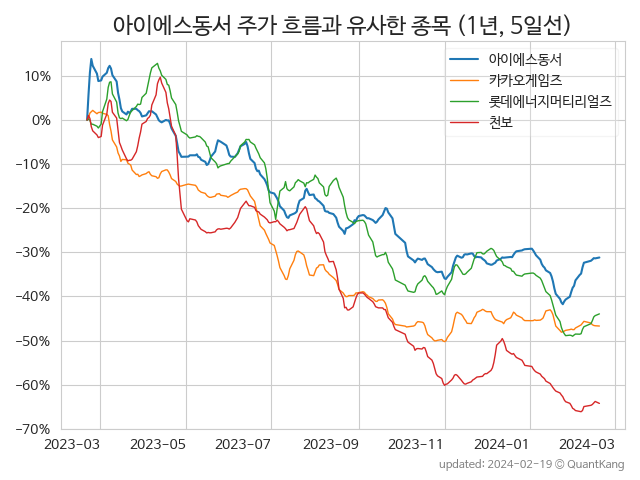 아이에스동서 주가 흐름과 유사한 종목 (1년, 5일선)
아이에스동서
카카오게임즈
롯데에너지머티리얼즈
천보
10%
0%
−10%
−20%
−30%
−40%
−50%
−60%
−70%
2023-03 2023-05 2023-07 2023-09 2023-11 2024-01 2024-03
updated: 2024-02-19 © QuantKang